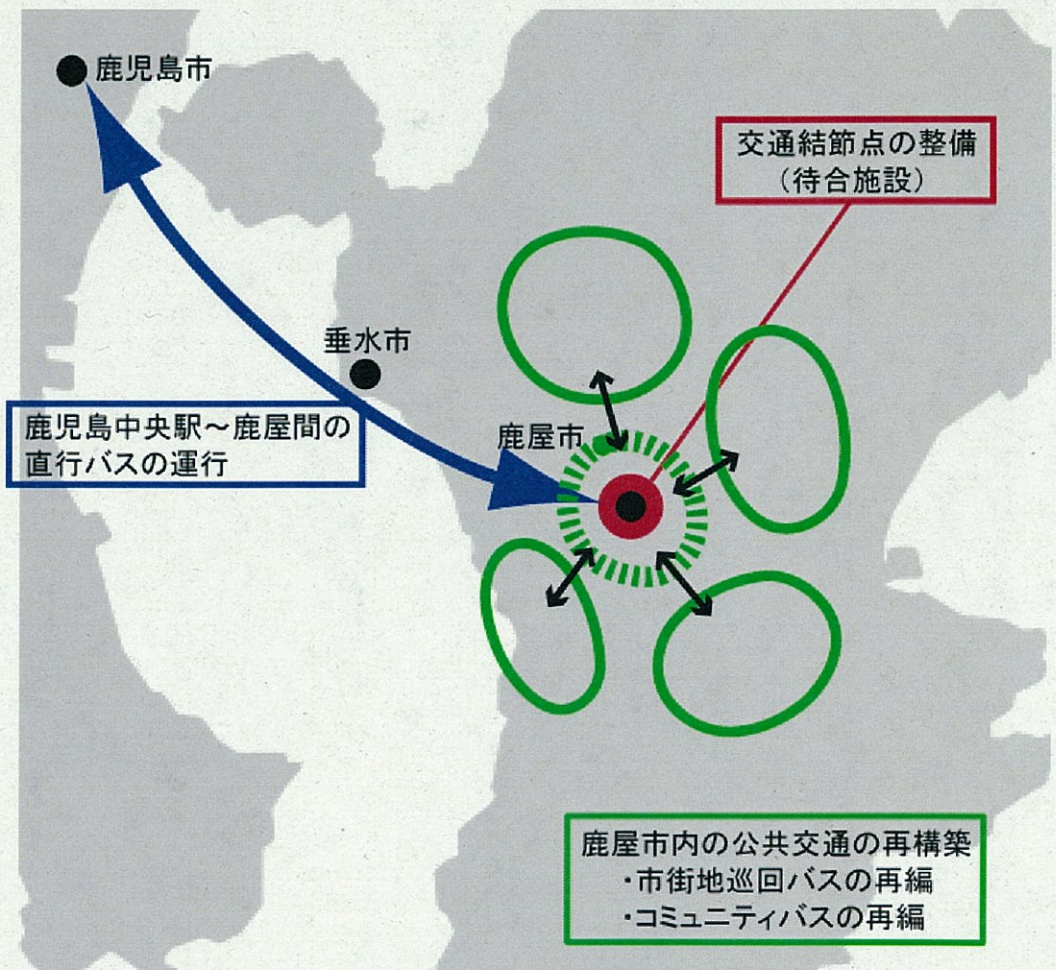 鹿児島市
交通結節点の整備
（待合施設）
垂水市
鹿児島中央駅～鹿屋間の
直行バスの運行
鹿屋市
鹿屋市内の公共交通の再構築
・市街地巡回バスの再編
・コミュニティバスの再編